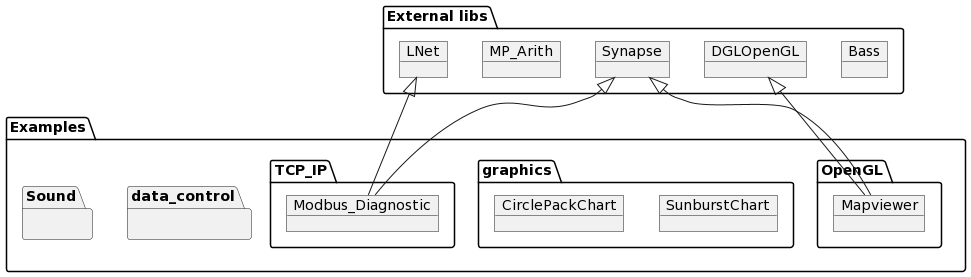 External libs
LNet
MP_Arith
Synapse
DGLOpenGL
Bass
Examples
Sound
data_control
TCP_IP
Modbus_Diagnostic
graphics
CirclePackChart
SunburstChart
OpenGL
Mapviewer